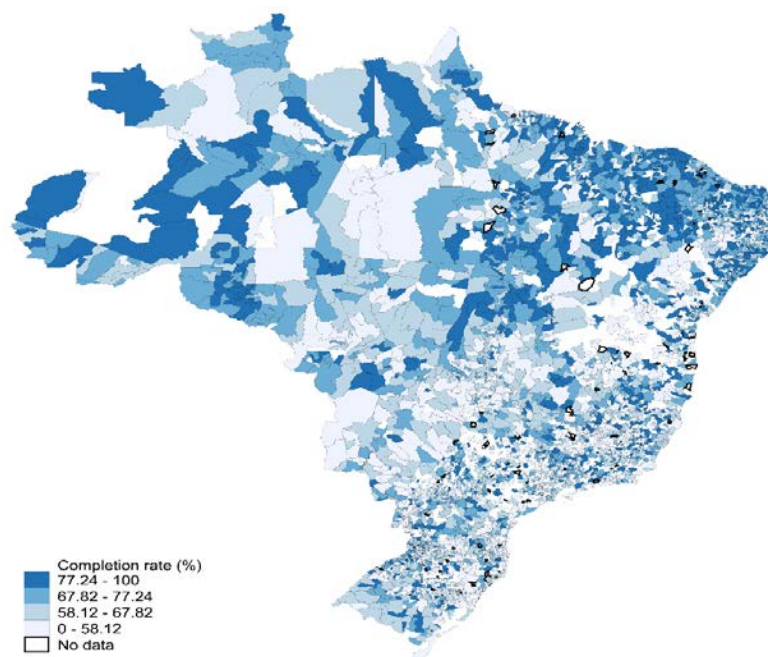 Completion rate (%)
77.24 - 100
67.82 - 77.24
58.12 - 67.82
0 - 58.12
No data